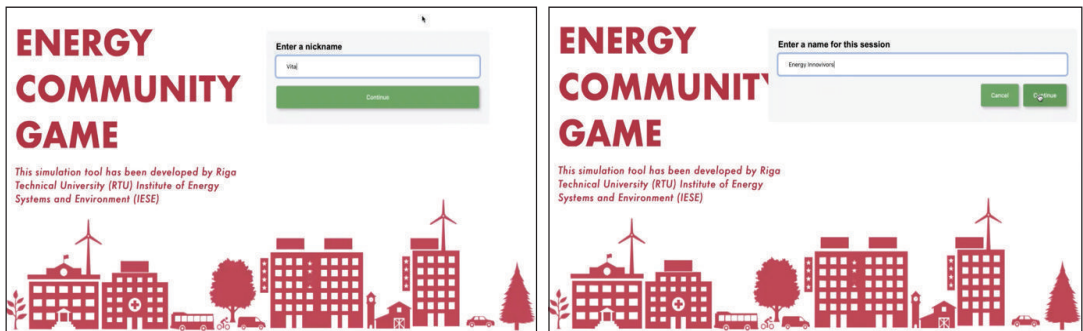 ENERGY
COMMUNITY
GAME
This simulation tool has been developed by Riga
Technical University (RTU) Institute of Energy
Systems and Environment (IESE)
Enter a nickname
Vita
Continue
ENERGY
COMMUNITY
GAME
This simulation tool has been developed by Riga
Technical University (RTU) Institute of Energy
Systems and Environment (IESE)
Enter a name for this session
Energy Innovivors
Cancel
Continue